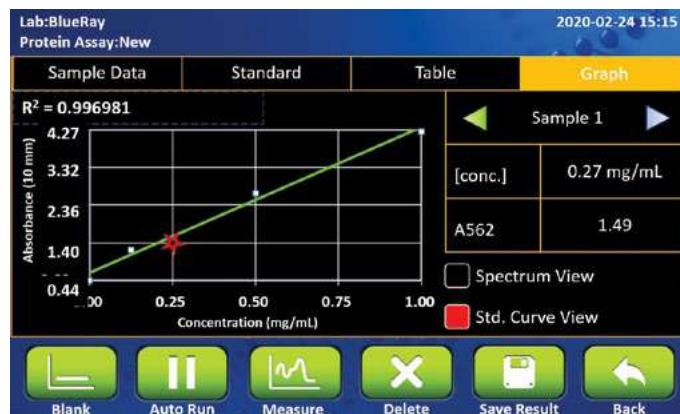 Lab:BlueRay
2020-02-24 15:15
Protein Assay:New
Sample Data
Standard
Table
Graph
R² = 0.996981
Sample 1
[conc.]
0.27 mg/mL
A562
1.49
Spectrum View
Std. Curve View
Absorbance (10 mm)
4.27
3.32
2.36
1.40
0.44
0.25 0.50 0.75 1.00
Concentration (mg/mL)
Blank
Auto Run
Measure
Delete
Save Result
Back